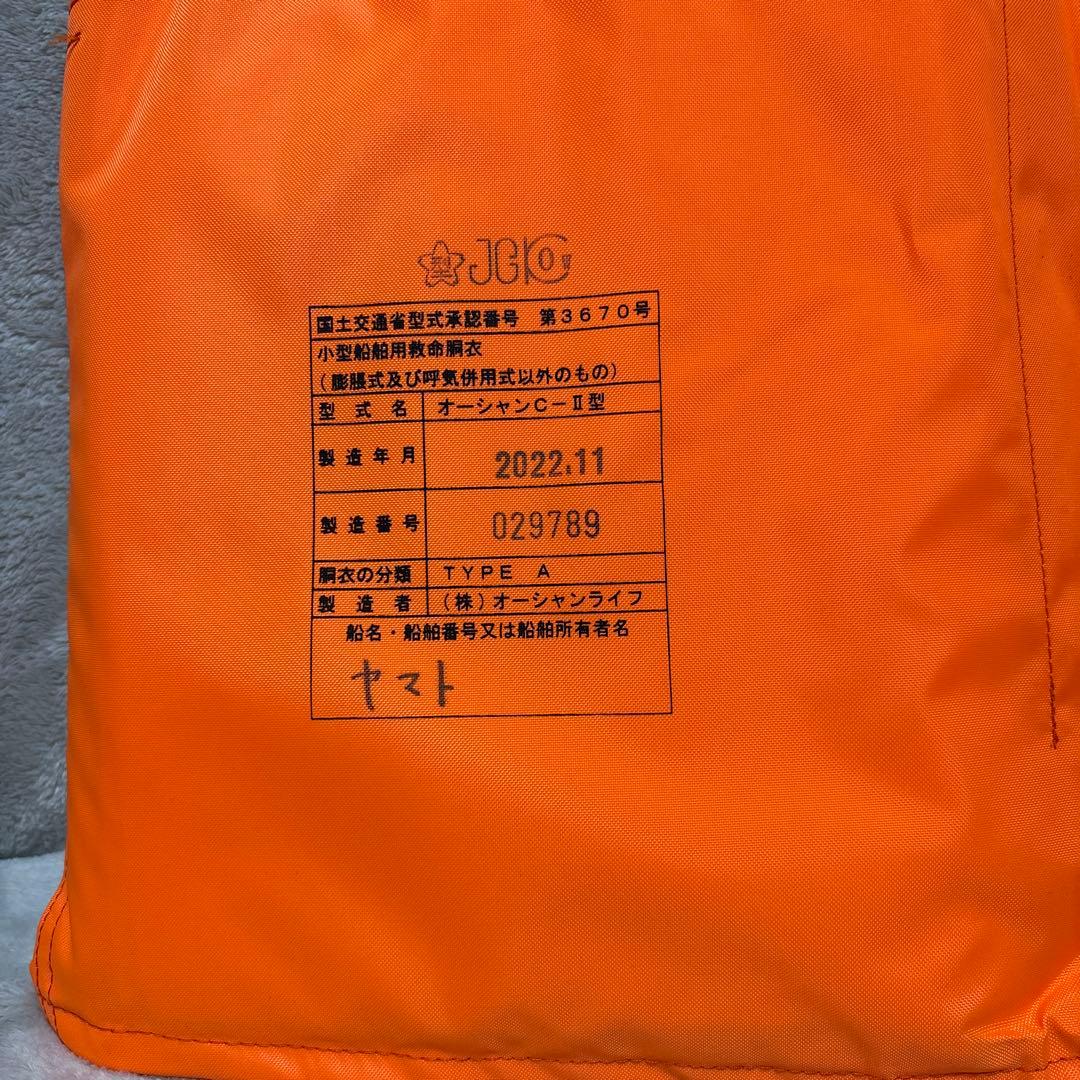 型 JCI
国土交通省型式承認番号 第3670号
小型船舶用救命胴衣
(膨脹式及び呼気併用式以外のもの)
型式名 オーシャンC-Ⅱ型
製造年月 2022.11
製造番号 029789
胴衣の分類 TYPE A
製造者 (株)オーシャンライフ
船名・船舶番号又は船舶所有者名
ヤマト